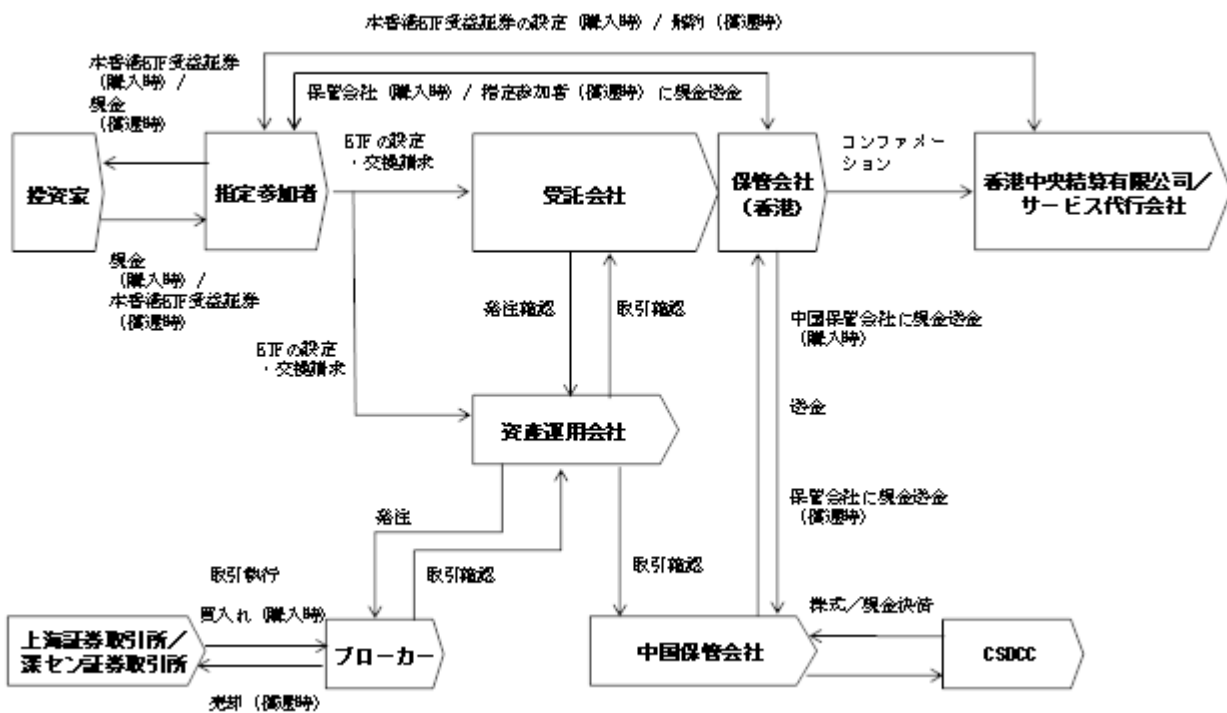 本香港ETF受益証券の設定（購入時）/ 解約（償還時）
本香港ETF受益証券
（購入時）/
現金
（償還時）
保管会社（購入時）/ 指定参加者（償還時）に現金送金
ETFの設定
・交換請求
コンファメー
ション
投資家
指定参加者
受託会社
保管会社
（香港）
香港中央結算有限公司／
サービス代行会社
現金
（購入時）/
本香港ETF受益証券
（償還時）
発注確認
取引確認
中国保管会社に現金送金
（購入時）
ETFの設定
・交換請求
送金
資産運用会社
保管会社に現金送金
（償還時）
発注
取引執行
取引確認
取引確認
買入れ（購入時）
株式／現金決済
上海証券取引所／
深セン証券取引所
ブローカー
中国保管会社
CSDCC
売却（償還時）